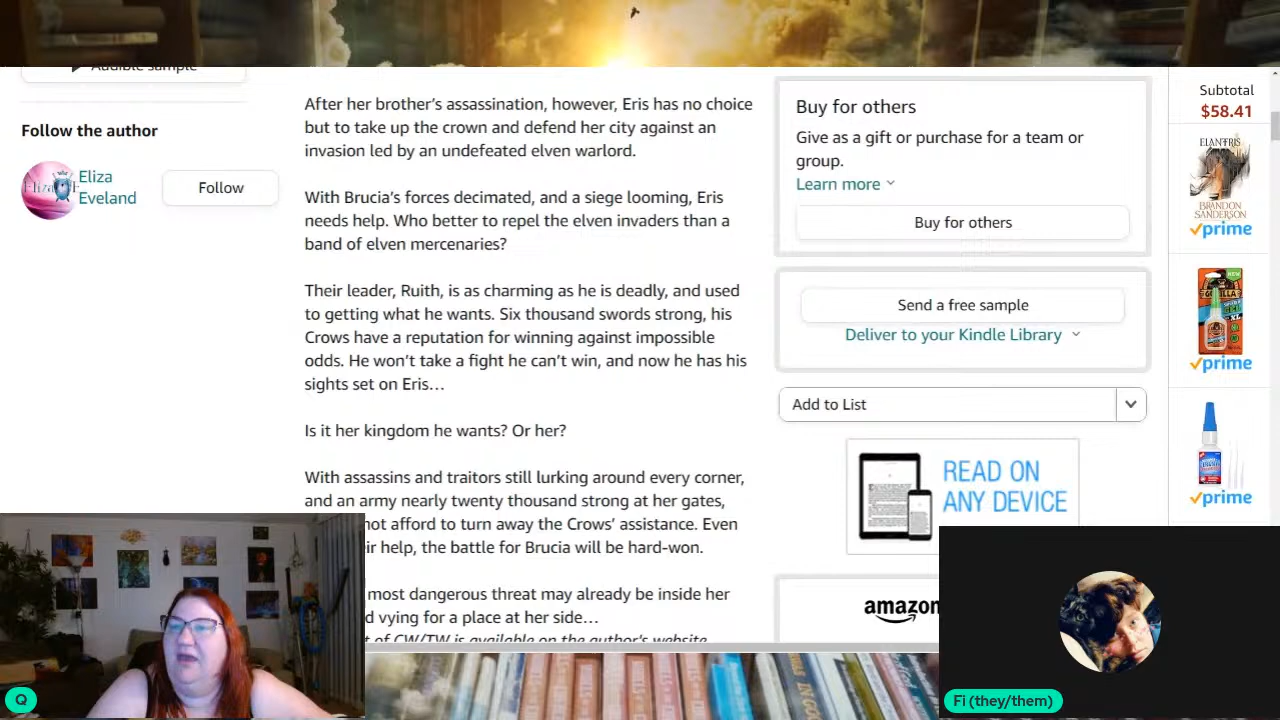 Audible sample
Follow the author
Eliza
Eveland
Follow
After her brother's assassination, however, Eris has no choice
but to take up the crown and defend her city against an
invasion led by an undefeated elven warlord.
With Brucia's forces decimated, and a siege looming, Eris
needs help. Who better to repel the elven invaders than a
band of elven mercenaries?
Their leader, Ruith, is as charming as he is deadly, and used
to getting what he wants. Six thousand swords strong, his
Crows have a reputation for winning against impossible
odds. He won't take a fight he can't win, and now he has his
sights set on Eris…
Is it her kingdom he wants? Or her?
With assassins and traitors still lurking around every corner,
and an army nearly twenty thousand strong at her gates,
not afford to turn away the Crows' assistance. Even
ir help, the battle for Brucia will be hard-won.
most dangerous threat may already be inside her
d vying for a place at her side…
t of CW/TW is available on the author's website
Buy for others
Give as a gift or purchase for a team or
group.
Learn more
Buy for others
Send a free sample
Deliver to your Kindle Library
Add to List
READ ON
ANY DEVICE
amazon
Subtotal
$58.41
ELANTRIS
BRANDON
SANDERSON
prime
GORILLA
prime
prime
Q
Fi (they/them)